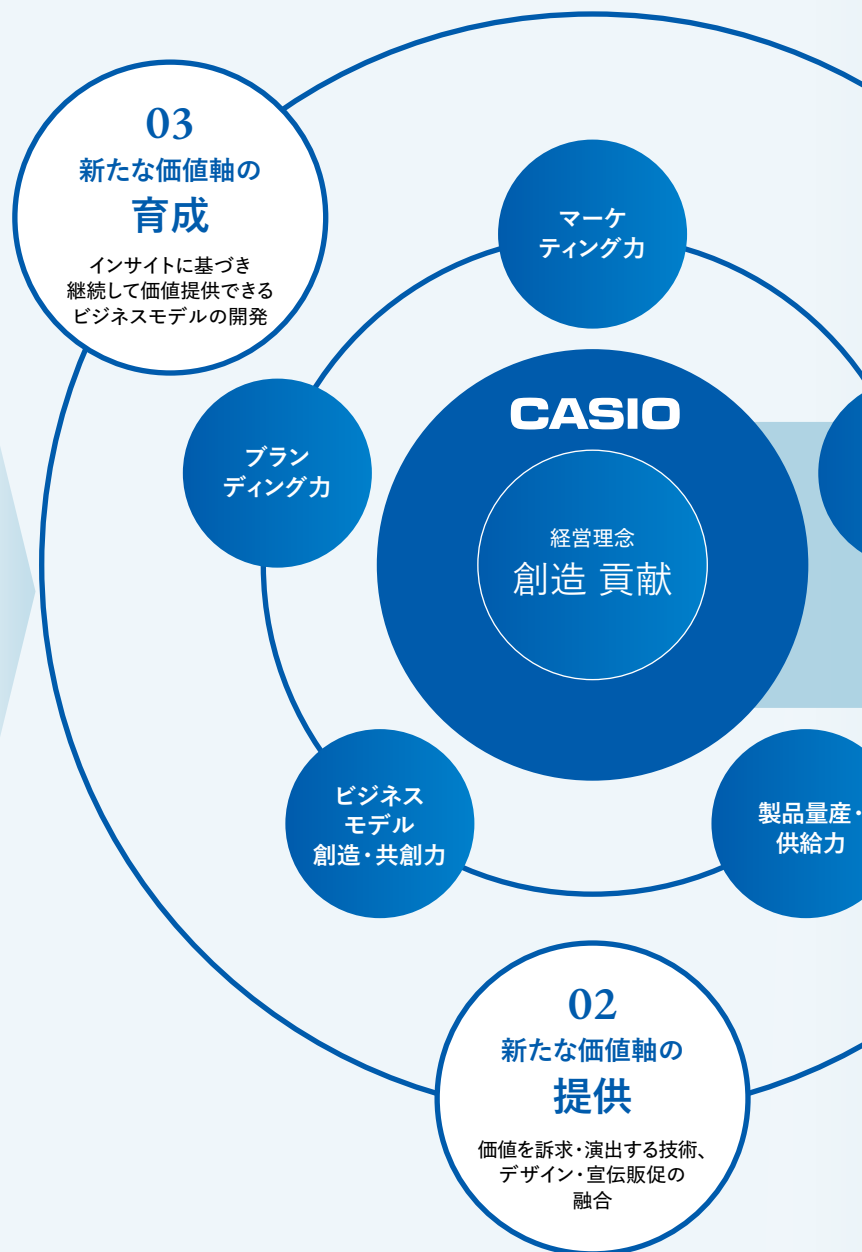 03
新たな価値軸の
育成
インサイトに基づき
継続して価値提供できる
ビジネスモデルの開発
マーケ
ティング力
ブラン
ディング力
CASIO
経営理念
創造 貢献
ビジネス
モデル
創造・共創力
製品量産・
供給力
02
新たな価値軸の
提供
価値を訴求・演出する技術、
デザイン・宣伝販促の
融合